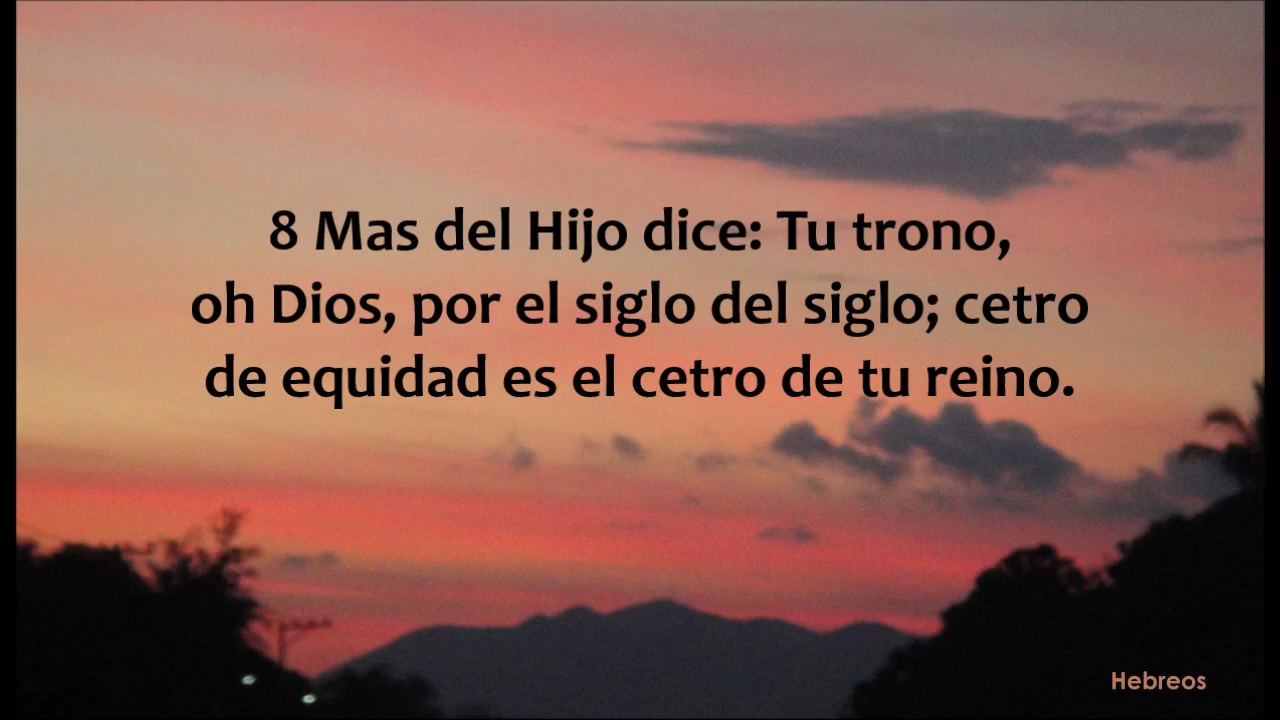 8 Mas del Hijo dice: Tu trono,
oh Dios, por el siglo del siglo; cetro
de equidad es el cetro de tu reino.
Hebreos